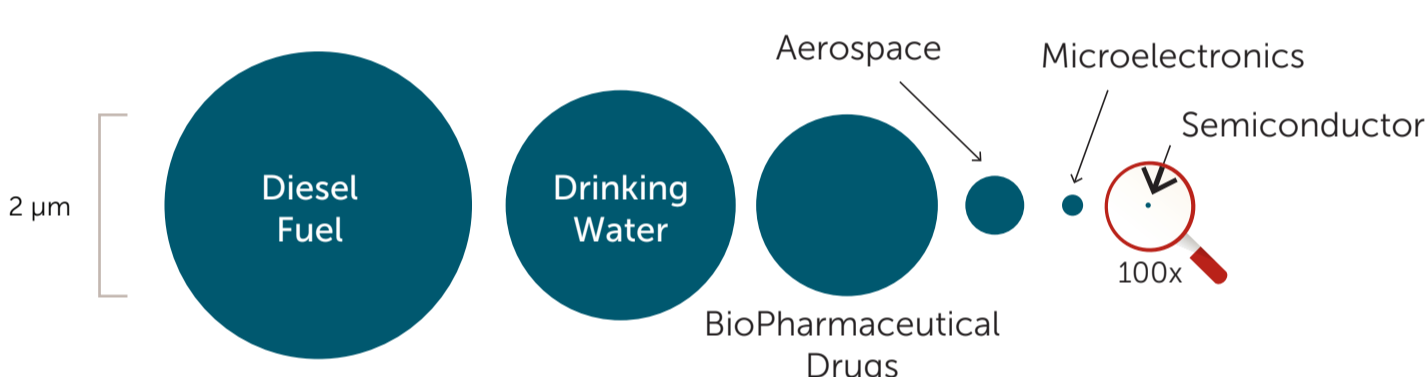 2 µm
Diesel
Fuel
Drinking
Water
BioPharmaceutical
Drugs
Aerospace
Microelectronics
Semiconductor
100x